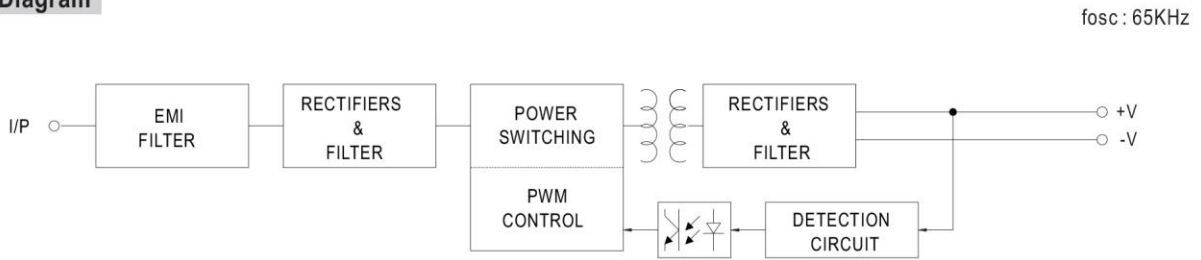 Diagram
fosc : 65KHz
I/P
EMI
FILTER
RECTIFIERS
&
FILTER
POWER
SWITCHING
PWM
CONTROL
RECTIFIERS
&
FILTER
+V
-V
DETECTION
CIRCUIT